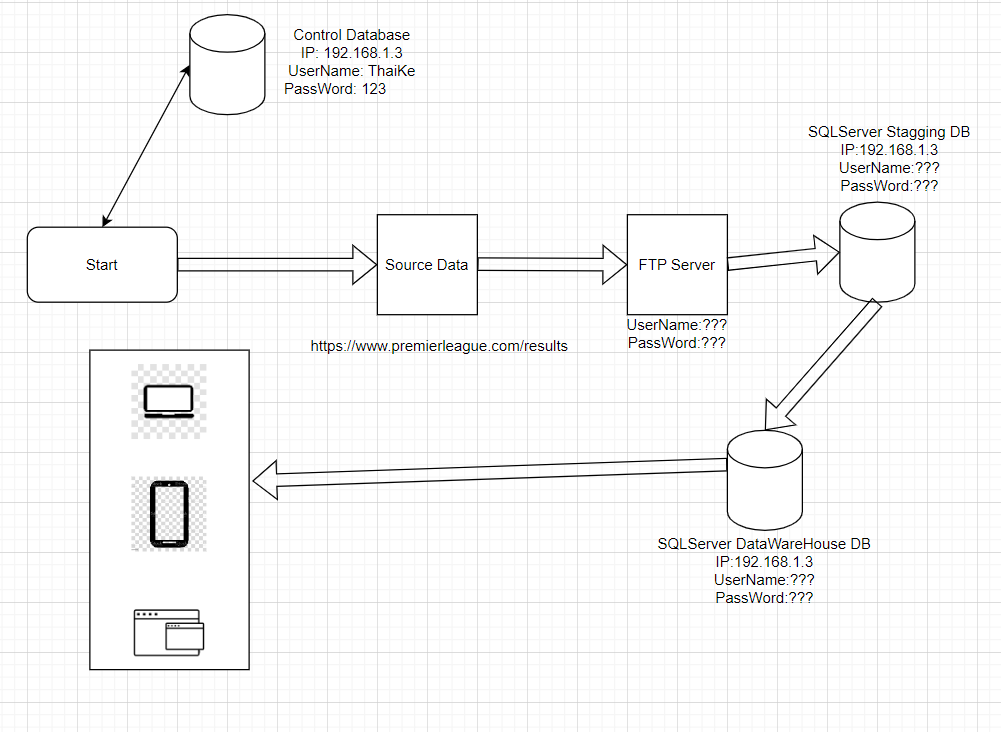 Control Database
IP: 192.168.1.3
UserName: ThaiKe
PassWord: 123
SQLServer Stagging DB
IP:192.168.1.3
UserName:???
PassWord:???
Start
Source Data
FTP Server
UserName:???
PassWord:???
https://www.premierleague.com/results
SQLServer DataWareHouse DB
IP:192.168.1.3
UserName:???
PassWord:???